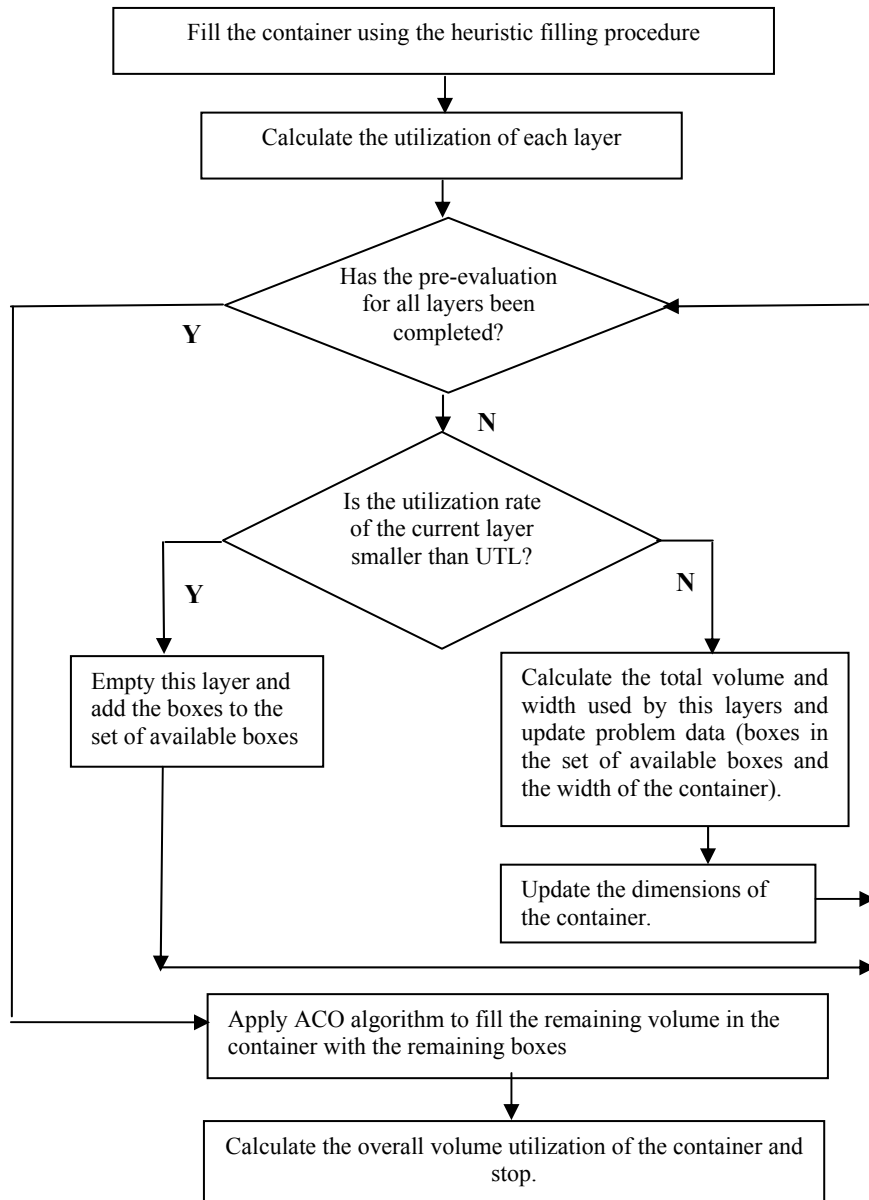 Fill the container using the heuristic filling procedure
Calculate the utilization of each layer
Has the pre-evaluation
for all layers been
completed?
Y
N
Is the utilization rate
of the current layer
smaller than UTL?
Y
N
Empty this layer and
add the boxes to the
set of available boxes
Calculate the total volume and
width used by this layers and
update problem data (boxes in
the set of available boxes and
the width of the container).
Update the dimensions of
the container.
Apply ACO algorithm to fill the remaining volume in the
container with the remaining boxes
Calculate the overall volume utilization of the container and
stop.